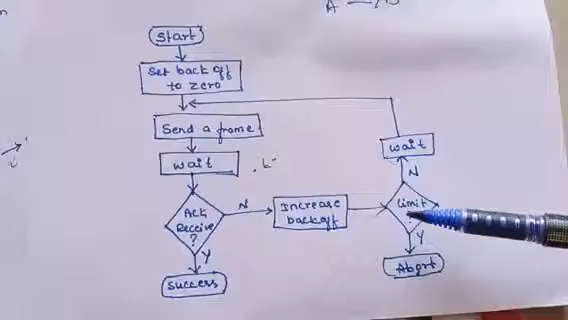 A
Start
Set back off
to zero
Send a frame
wait
wait
N
Ack
Receive
?
N
Increase
backoff
Limit
?
Y
Y
Success
Abort